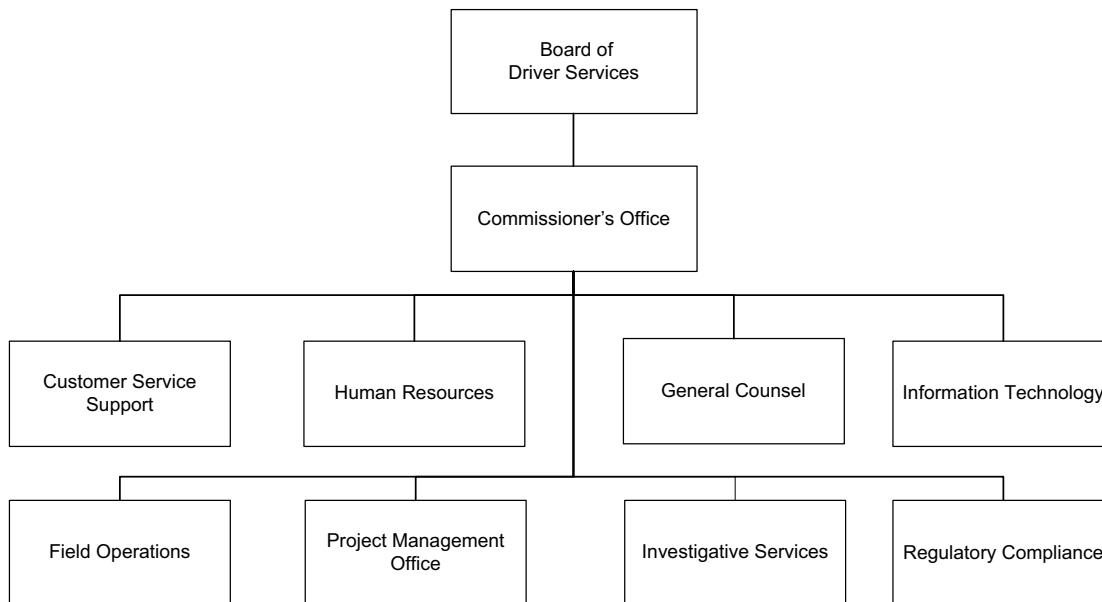 Board of
Driver Services
Commissioner’s Office
Customer Service
Support
Human Resources
General Counsel
Information Technology
Field Operations
Project Management
Office
Investigative Services
Regulatory Compliance